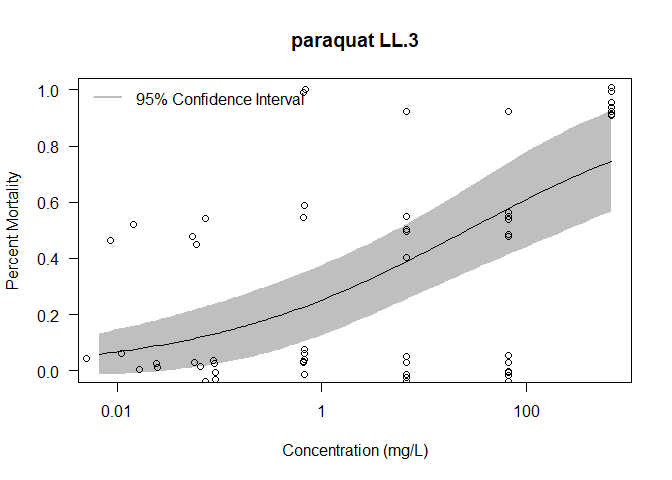 paraquat LL.3
95% Confidence Interval
Percent Mortality
1.0
0.8
0.6
0.4
0.2
0.0
0.01
1
100
Concentration (mg/L)